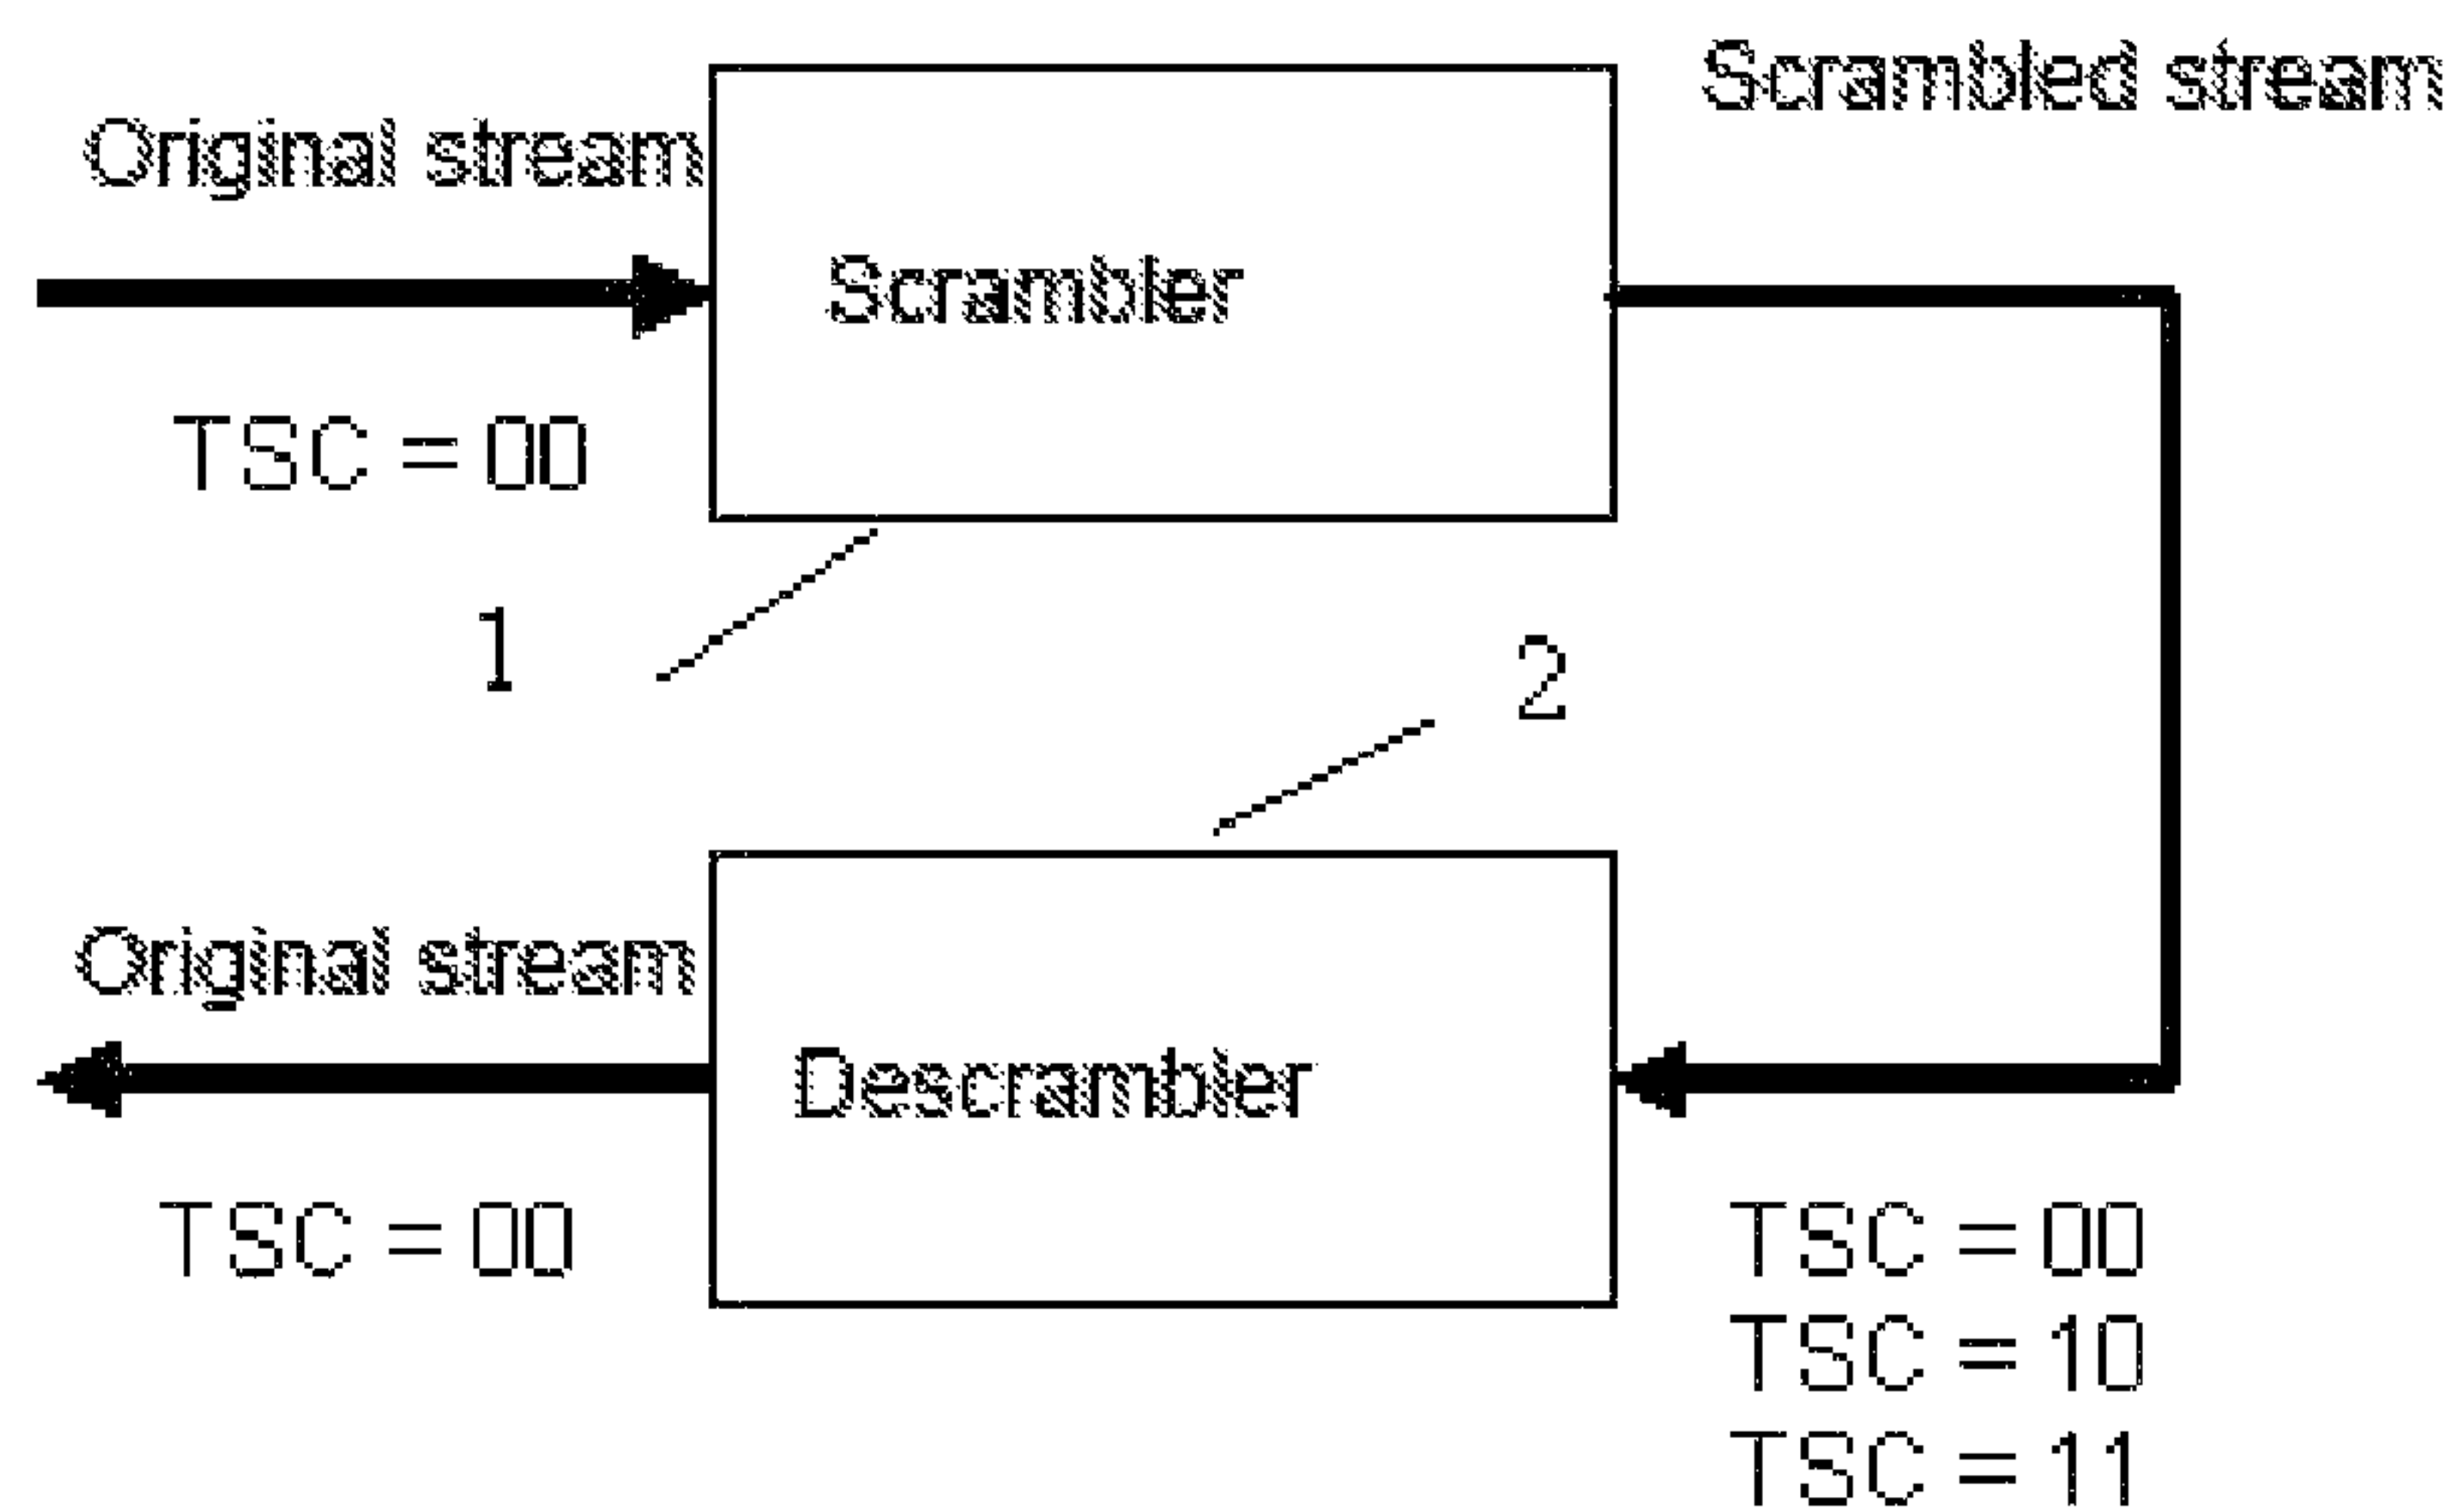 Scrambled stream
Original stream
Scrambler
TSC = 00
1
2
Original stream
Descrambler
TSC = 00
TSC = 00
TSC = 10
TSC = 11